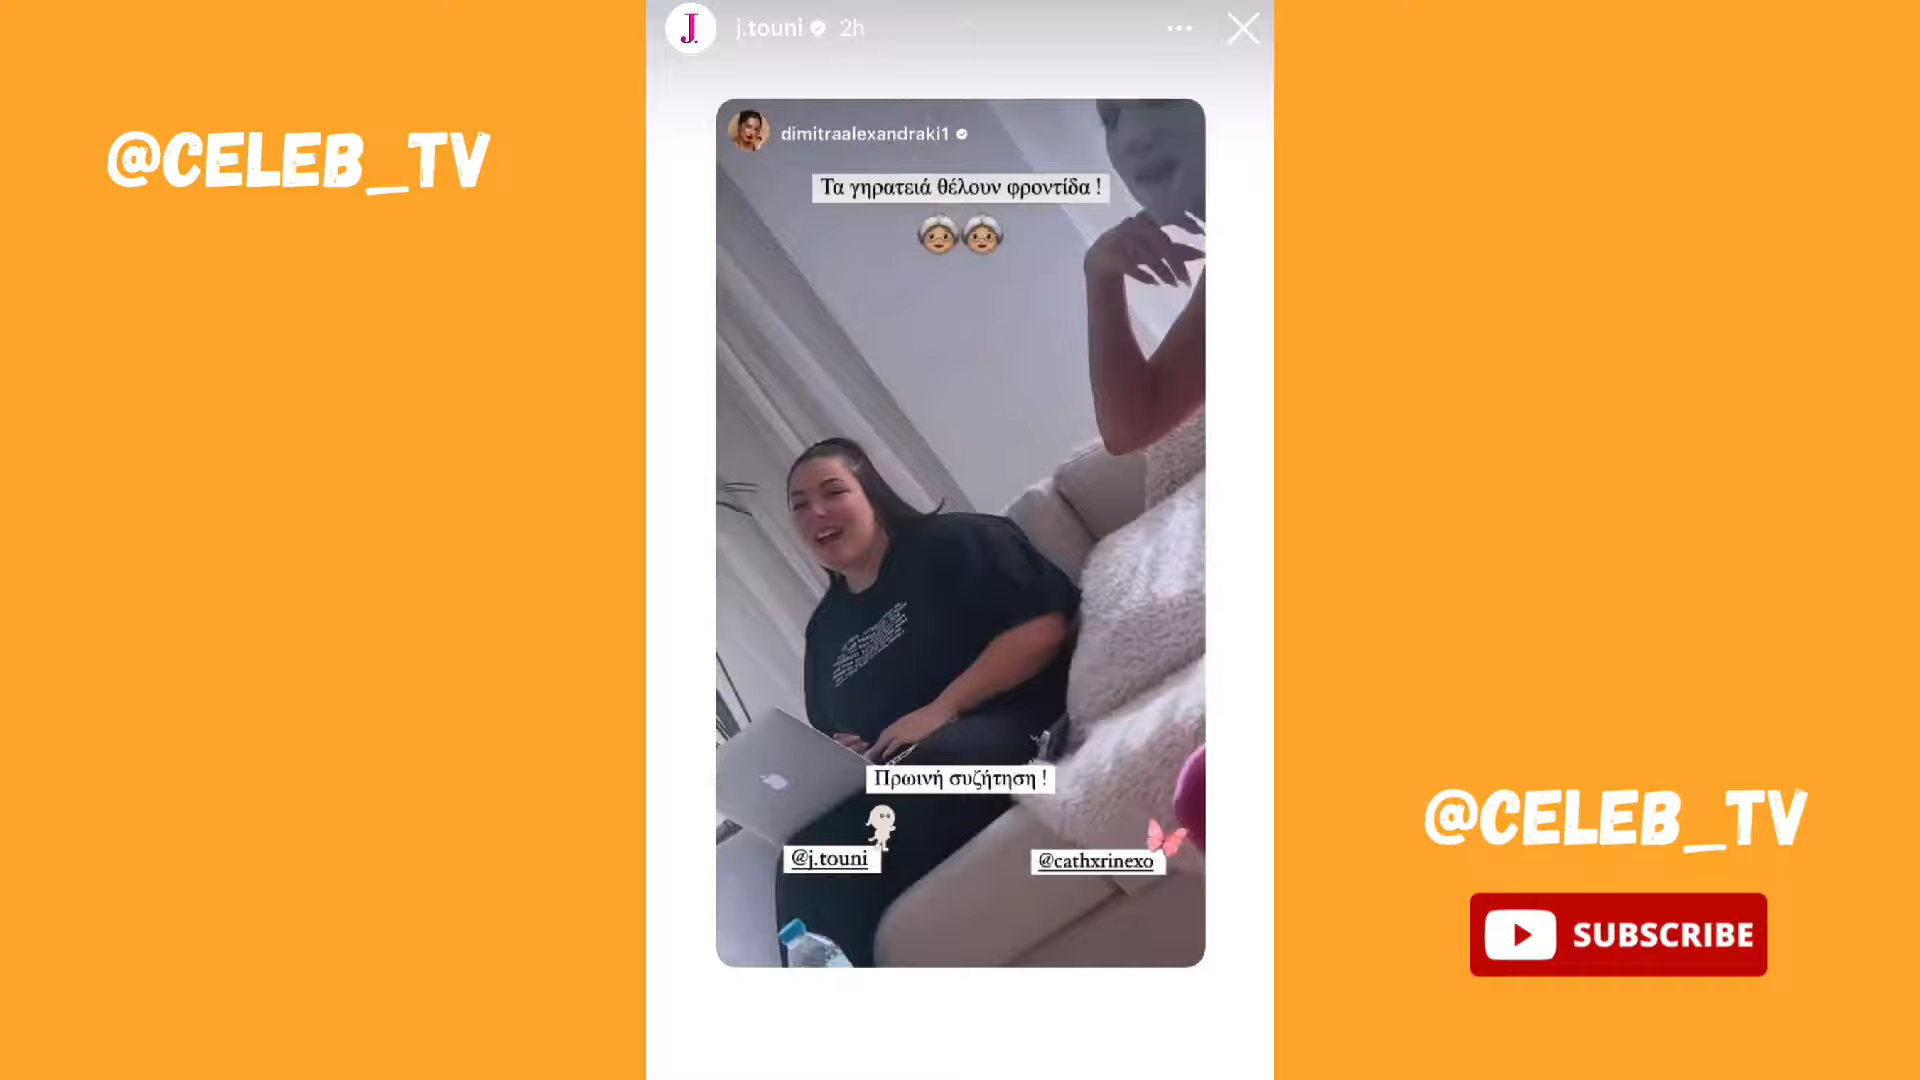 J.
j.touni 2h
@CELEB_TV
dimitraalexandraki1
Τα γηρατειά θέλουν φροντίδα !
Πρωινή συζήτηση !
@j.touni
@cathxrinexo
@CELEB_TV
SUBSCRIBE